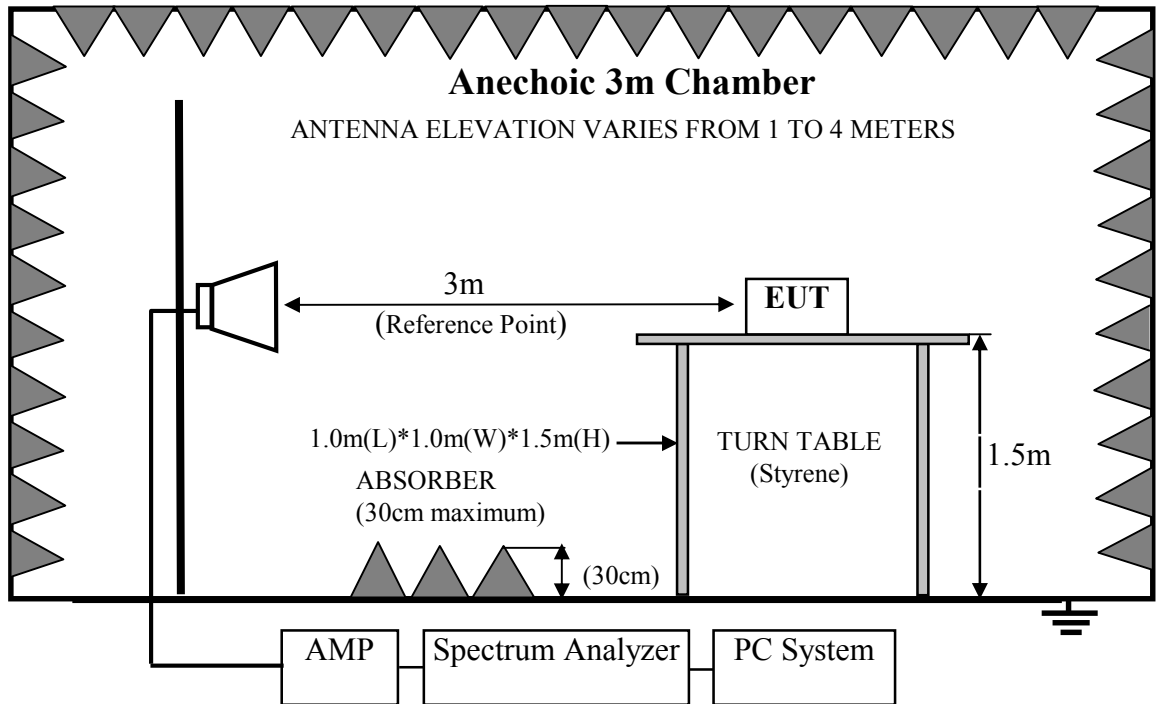 Anechoic 3m Chamber
ANTENNA ELEVATION VARIES FROM 1 TO 4 METERS
3m
(Reference Point)
EUT
1.0m(L)*1.0m(W)*1.5m(H)
ABSORBER
(30cm maximum)
(30cm)
TURN TABLE
(Styrene)
1.5m
AMP
Spectrum Analyzer
PC System